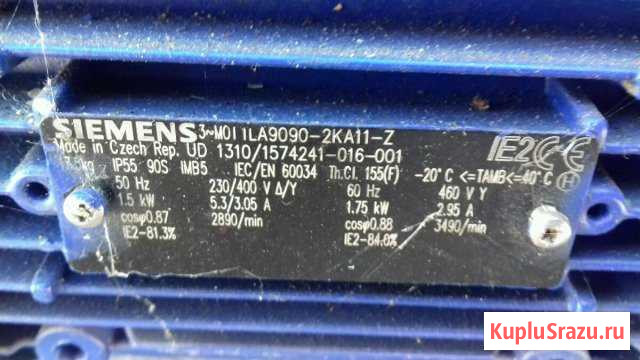 SIEMENS 3~MOT 1LA9090-2KA11-Z
Made in Czech Rep. UD 1310/1574241-016-001 IE2 CE
IP55 90S IMB5 IEC/EN 60034 Th.Cl. 155(F) -20°C <=TAMB<=40°C H
50 Hz 230/400 V Δ/Y 60 Hz 460 V Y
1.5 kW 5.3/3.05 A 1.75 kW 2.95 A
cosφ0.87 2890/min cosφ0.88 3490/min
IE2-81.3% IE2-84.0%
KupluSrazu.ru